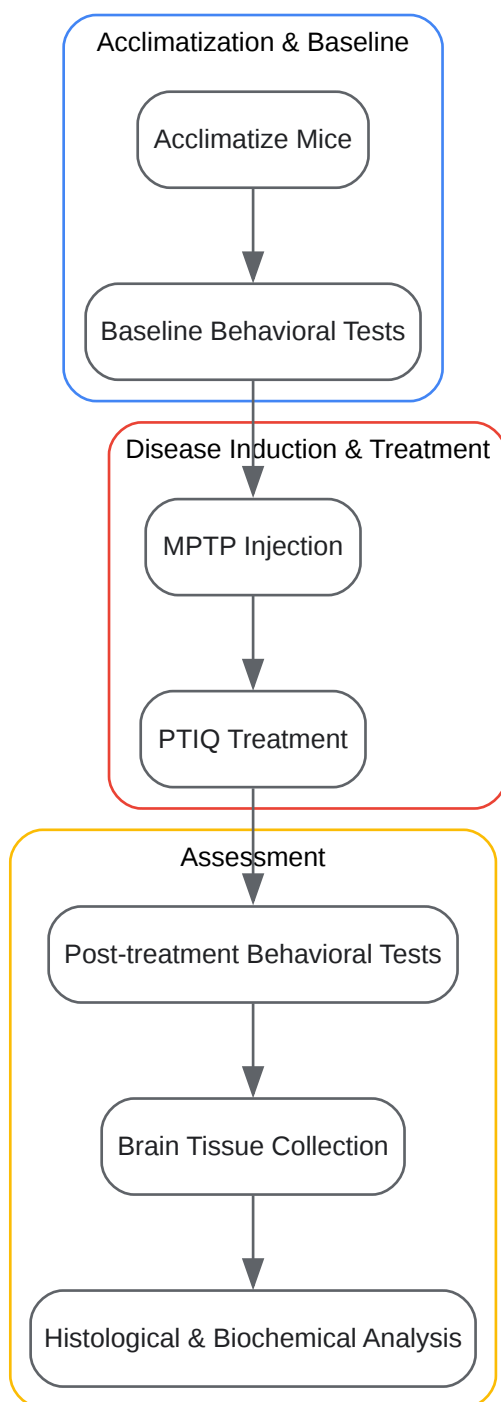 Acclimatization & Baseline
Acclimatize Mice
Baseline Behavioral Tests
Disease Induction & Treatment
MPTP Injection
PTIQ Treatment
Assessment
Post-treatment Behavioral Tests
Brain Tissue Collection
Histological & Biochemical Analysis